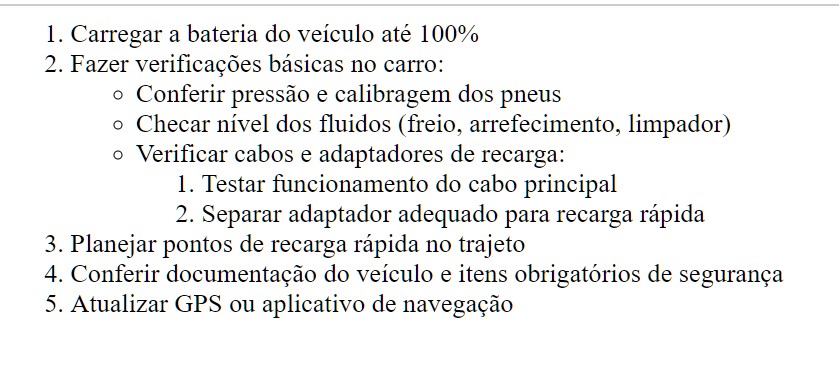 1. Carregar a bateria do veículo até 100%
2. Fazer verificações básicas no carro:
○ Conferir pressão e calibragem dos pneus
○ Checar nível dos fluidos (freio, arrefecimento, limpador)
○ Verificar cabos e adaptadores de recarga:
1. Testar funcionamento do cabo principal
2. Separar adaptador adequado para recarga rápida
3. Planejar pontos de recarga rápida no trajeto
4. Conferir documentação do veículo e itens obrigatórios de segurança
5. Atualizar GPS ou aplicativo de navegação